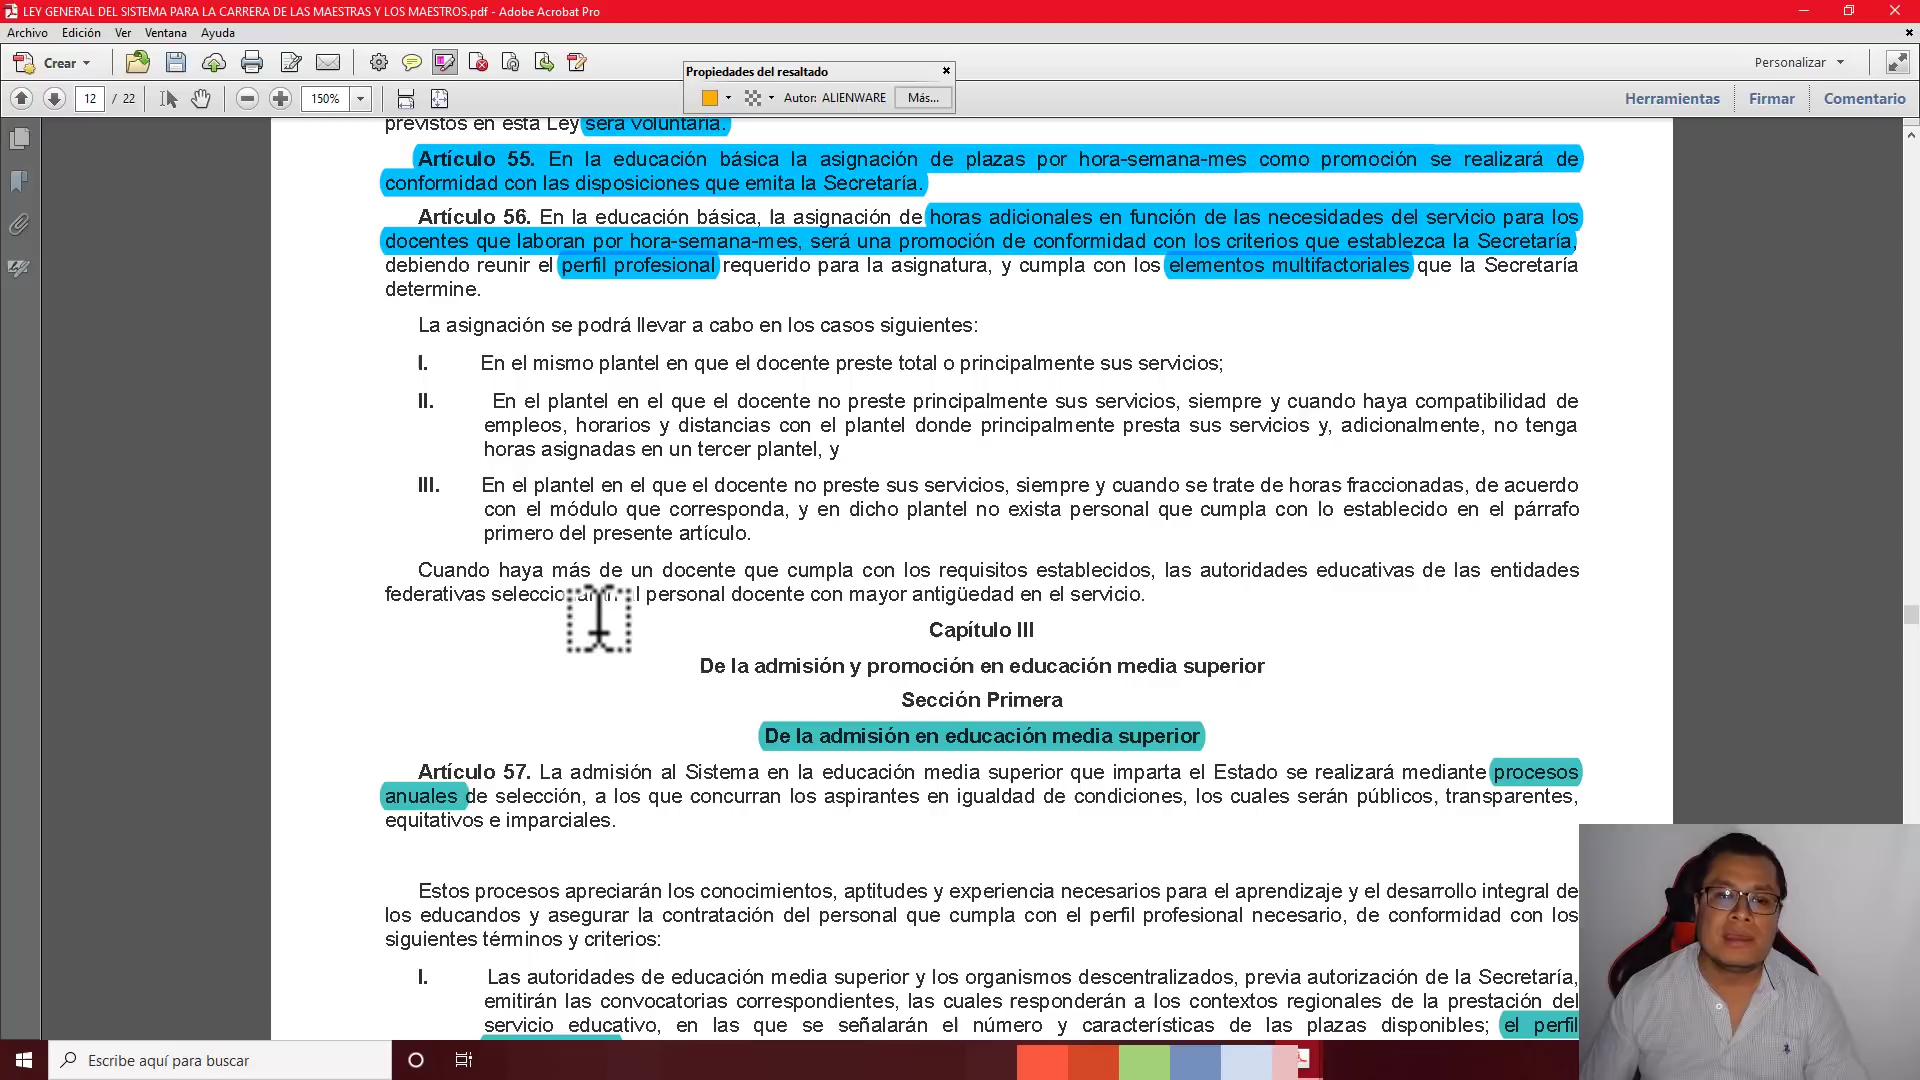 LEY GENERAL DEL SISTEMA PARA LA CARRERA DE LAS MAESTRAS Y LOS MAESTROS.pdf - Adobe Acrobat Pro
Archivo Edición Ver Ventana Ayuda
Crear
Personalizar
Propiedades del resaltado
Autor: ALIENWARE Más...
12 / 22 150%
Herramientas Firmar Comentario
previstos en esta Ley será voluntaria.
Artículo 55. En la educación básica la asignación de plazas por hora-semana-mes como promoción se realizará de
conformidad con las disposiciones que emita la Secretaría.
Artículo 56. En la educación básica, la asignación de horas adicionales en función de las necesidades del servicio para los
docentes que laboran por hora-semana-mes, será una promoción de conformidad con los criterios que establezca la Secretaría,
debiendo reunir el perfil profesional requerido para la asignatura, y cumpla con los elementos multifactoriales que la Secretaría
determine.
La asignación se podrá llevar a cabo en los casos siguientes:
I. En el mismo plantel en que el docente preste total o principalmente sus servicios;
II. En el plantel en el que el docente no preste principalmente sus servicios, siempre y cuando haya compatibilidad de
empleos, horarios y distancias con el plantel donde principalmente presta sus servicios y, adicionalmente, no tenga
horas asignadas en un tercer plantel, y
III. En el plantel en el que el docente no preste sus servicios, siempre y cuando se trate de horas fraccionadas, de acuerdo
con el módulo que corresponda, y en dicho plantel no exista personal que cumpla con lo establecido en el párrafo
primero del presente artículo.
Cuando haya más de un docente que cumpla con los requisitos establecidos, las autoridades educativas de las entidades
federativas personal docente con mayor antigüedad en el servicio.
Capítulo III
De la admisión y promoción en educación media superior
Sección Primera
De la admisión en educación media superior
Artículo 57. La admisión al Sistema en la educación media superior que imparta el Estado se realizará mediante procesos
anuales de selección, a los que concurran los aspirantes en igualdad de condiciones, los cuales serán públicos, transparentes,
equitativos e imparciales.
Estos procesos apreciarán los conocimientos, aptitudes y experiencia necesarios para el aprendizaje y el desarrollo integral de
los educandos y asegurar la contratación del personal que cumpla con el perfil profesional necesario, de conformidad con los
siguientes términos y criterios:
I. Las autoridades de educación media superior y los organismos descentralizados, previa autorización de la Secretaría,
emitirán las convocatorias correspondientes, las cuales responderán a los contextos regionales de la prestación del
servicio educativo, en las que se señalarán el número y características de las plazas disponibles; el perfil
Escribe aquí para buscar